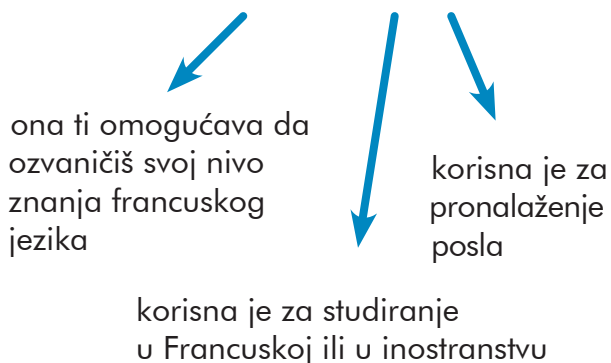 ona ti omogućava da
ozvaničiš svoj nivo
znanja francuskog
jezika
korisna je za
pronalaženje
posla
korisna je za studiranje
u Francuskoj ili u inostranstvu